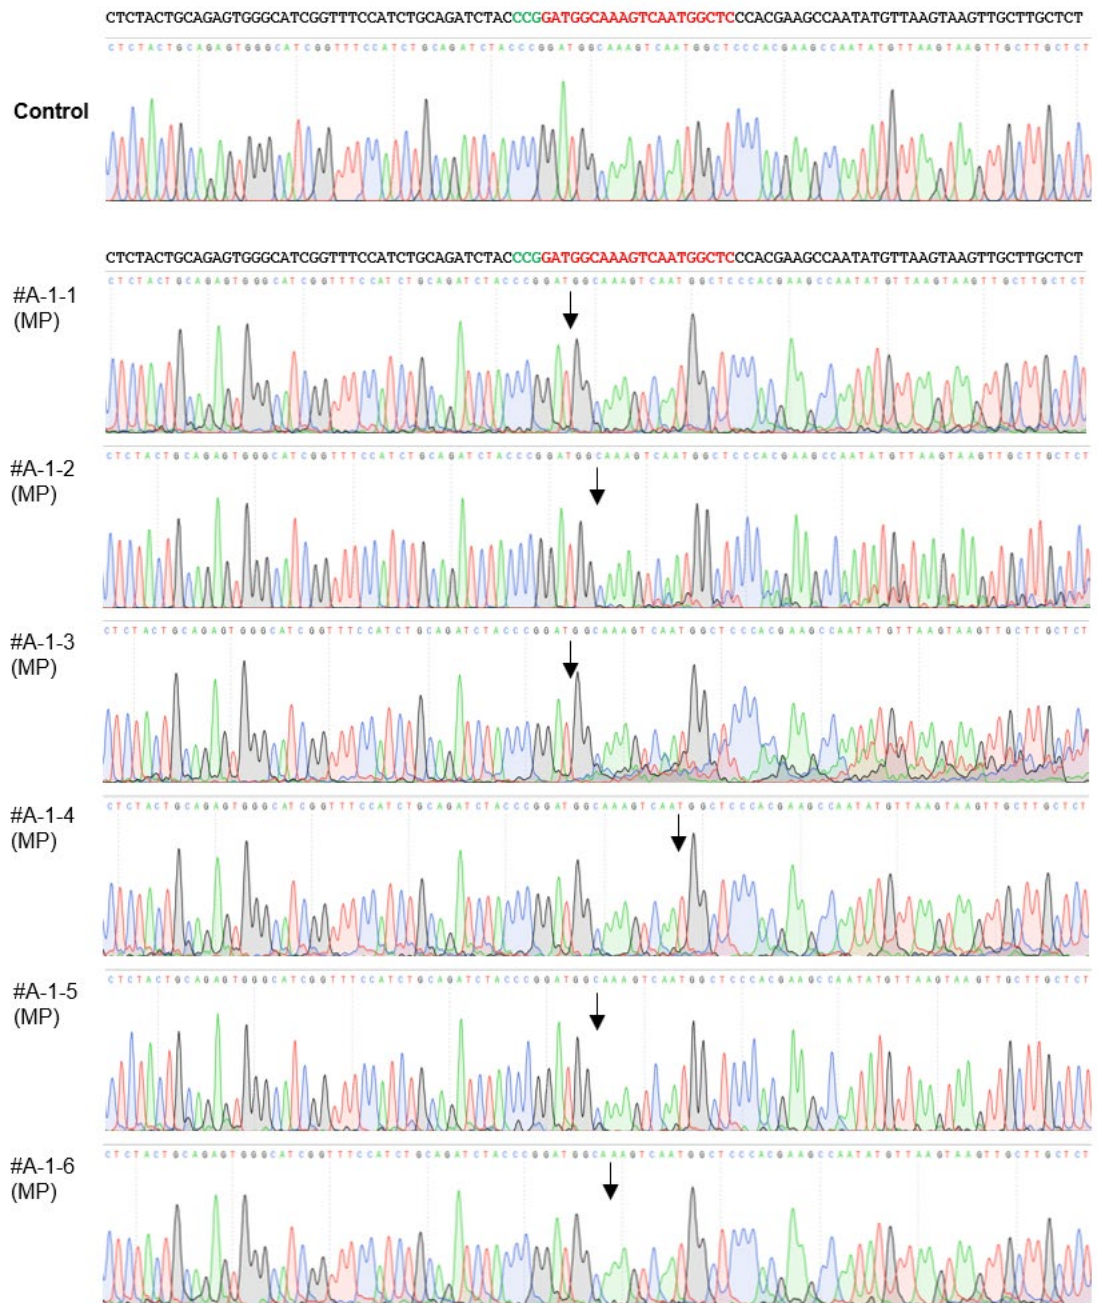 CTCTACTGCAGAGTGGGCATCGGTTTCCATCTGCAGATCTACCCGGATGGCAAAGTCAATGGCTCCCACGAAGCCAATATGTTAAGTAAGTTGCTTGCTCT
CTCTACTGCAGAGTGGGCATCGGTTTCCATCTGCAGATCTACCCGGATGGCAAAGTCAATGGCTCCCACGAAGCCAATATGTTAAGTAAGTTGCTTGCTCT
Control
CTCTACTGCAGAGTGGGCATCGGTTTCCATCTGCAGATCTACCCGGATGGCAAAGTCAATGGCTCCCACGAAGCCAATATGTTAAGTAAGTTGCTTGCTCT
CTCTACTGCAGAGTGGGCATCGGTTTCCATCTGCAGATCTACCCGGATGGCAAAGTCAATGGCTCCCACGAAGCCAATATGTTAAGTAAGTTGCTTGCTCT
#A-1-1
(MP)
CTCTACTGCAGAGTGGGCATCGGTTTCCATCTGCAGATCTACCCGGATGGCAAAGTCAATGGCTCCCACGAAGCCAATATGTTAAGTAAGTTGCTTGCTCT
#A-1-2
(MP)
CTCTACTGCAGAGTGGGCATCGGTTTCCATCTGCAGATCTACCCGGATGGCAAAGTCAATGGCTCCCACGAAGCCAATATGTTAAGTAAGTTGCTTGCTCT
#A-1-3
(MP)
CTCTACTGCAGAGTGGGCATCGGTTTCCATCTGCAGATCTACCCGGATGGCAAAGTCAATGGCTCCCACGAAGCCAATATGTTAAGTAAGTTGCTTGCTCT
#A-1-4
(MP)
CTCTACTGCAGAGTGGGCATCGGTTTCCATCTGCAGATCTACCCGGATGGCAAAGTCAATGGCTCCCACGAAGCCAATATGTTAAGTAAGTTGCTTGCTCT
#A-1-5
(MP)
CTCTACTGCAGAGTGGGCATCGGTTTCCATCTGCAGATCTACCCGGATGGCAAAGTCAATGGCTCCCACGAAGCCAATATGTTAAGTAAGTTGCTTGCTCT
#A-1-6
(MP)